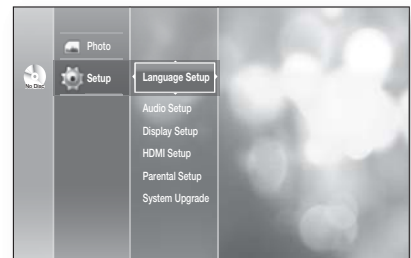 Photo
No Disc
Setup
Language Setup
Audio Setup
Display Setup
HDMI Setup
Parental Setup
System Upgrade